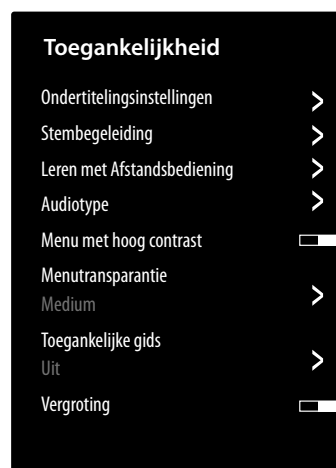 Toegankelijkheid
Ondertitelingsinstellingen
Stembegeleiding
Leren met Afstandsbediening
Audiotype
Menu met hoog contrast
Menutransparantie
Medium
Toegankelijke gids
Uit
Vergroting